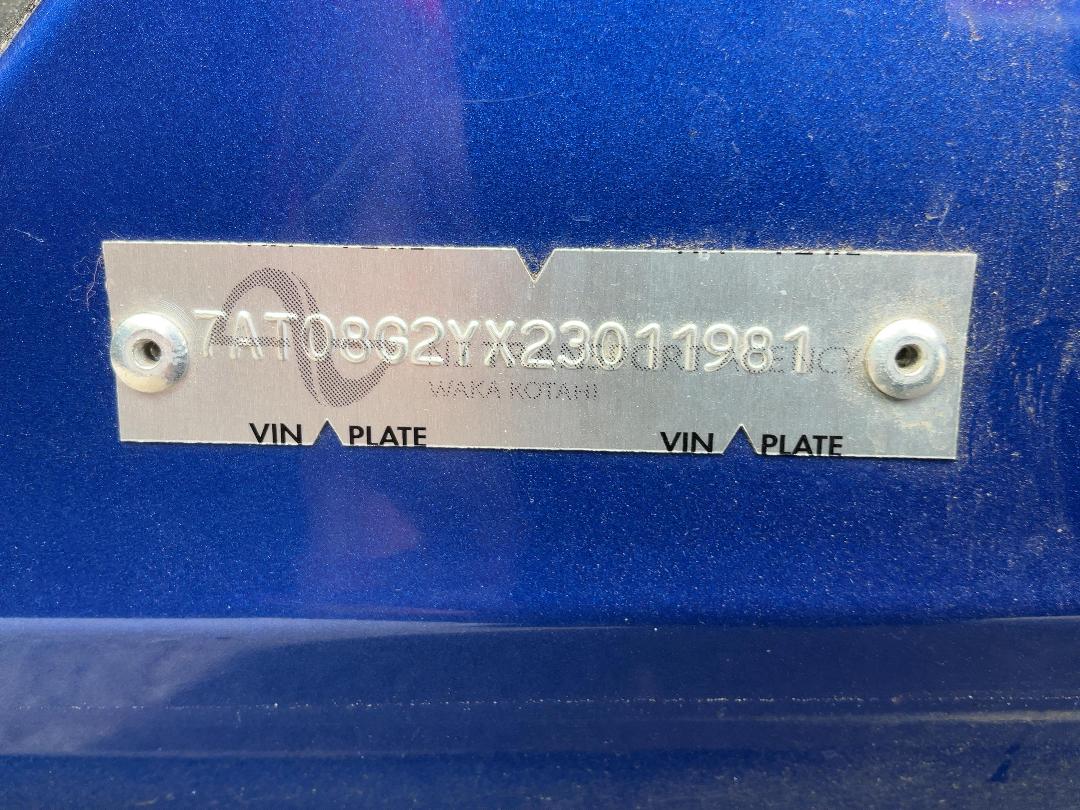 7AT08G2YX23011981
WAKA KOTAHI
VIN PLATE VIN PLATE